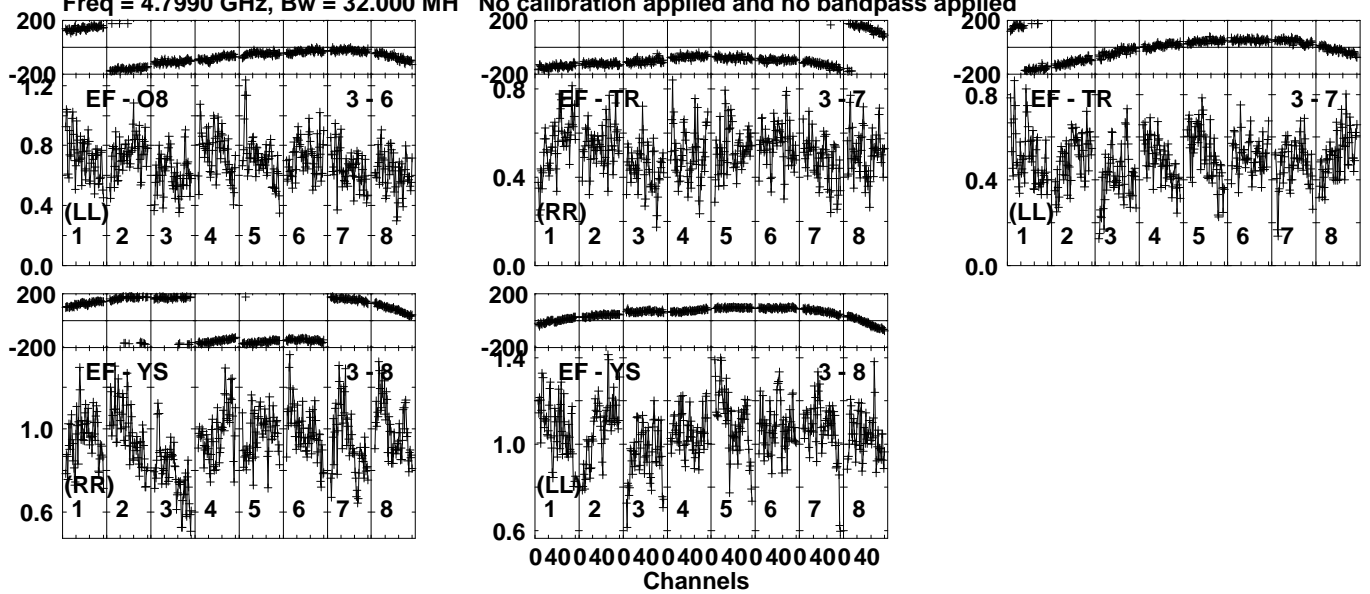 Freq = 4.7990 GHz, Bw = 32.000 MH No calibration applied and no bandpass applied
200
-200
1.2
0.8
0.4
0.0
EF - O8 3 - 6
(LL)
1 2 3 4 5 6 7 8
200
-200
0.8
0.4
0.0
EF - TR 3 - 7
(RR)
1 2 3 4 5 6 7 8
200
-200
0.8
0.4
0.0
EF - TR 3 - 7
(LL)
1 2 3 4 5 6 7 8
200
-200
1.0
0.6
EF - YS 3 - 8
(RR)
1 2 3 4 5 6 7 8
200
-200
1.4
1.0
0.6
EF - YS 3 - 8
(LL)
1 2 3 4 5 6 7 8
0 40 0 40 0 40 0 40 0 40 0 40 0 40 0 40
Channels